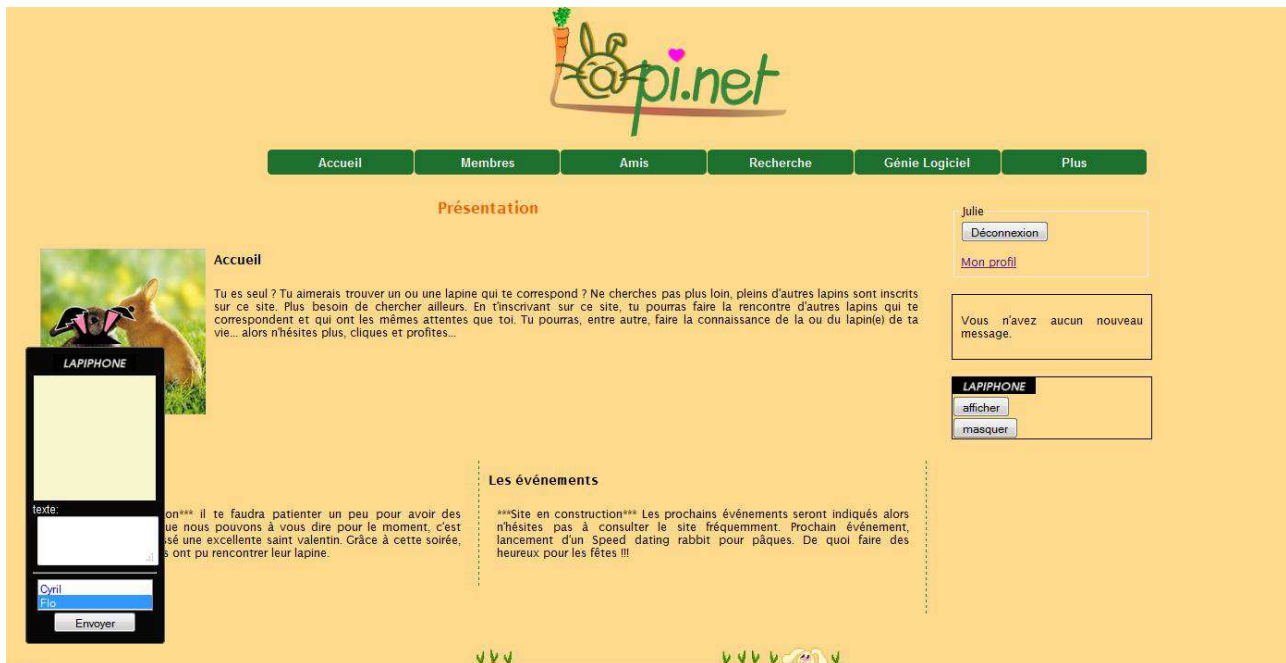 Lapi.net
Accueil
Membres
Amis
Recherche
Génie Logiciel
Plus
Présentation
Accueil
Tu es seul ? Tu aimerais trouver un ou une lapine qui te correspond ? Ne cherches pas plus loin, pleins d'autres lapins sont inscrits
sur ce site. Plus besoin de chercher ailleurs. En t'inscrivant sur ce site, tu pourras faire la rencontre d'autres lapins qui te
correspondent et qui ont les mêmes attentes que toi. Tu pourras, entre autre, faire la connaissance de la ou du lapin(e) de ta
vie... alors n'hésites plus, cliques et profites...
Julie
Déconnexion
Mon profil
Vous n'avez aucun nouveau
message.
LAPIPHONE
afficher
masquer
LAPIPHONE
texte:
Cyril
Flo
Envoyer
on*** il te faudra patienter un peu pour avoir des
ue nous pouvons à vous dire pour le moment, c'est
ssé une excellente saint valentin. Grâce à cette soirée,
s ont pu rencontrer leur lapine.
Les événements
***Site en construction*** Les prochains événements seront indiqués alors
n'hésites pas à consulter le site fréquemment. Prochain événement,
lancement d'un Speed dating rabbit pour pâques. De quoi faire des
heureux pour les fêtes !!!